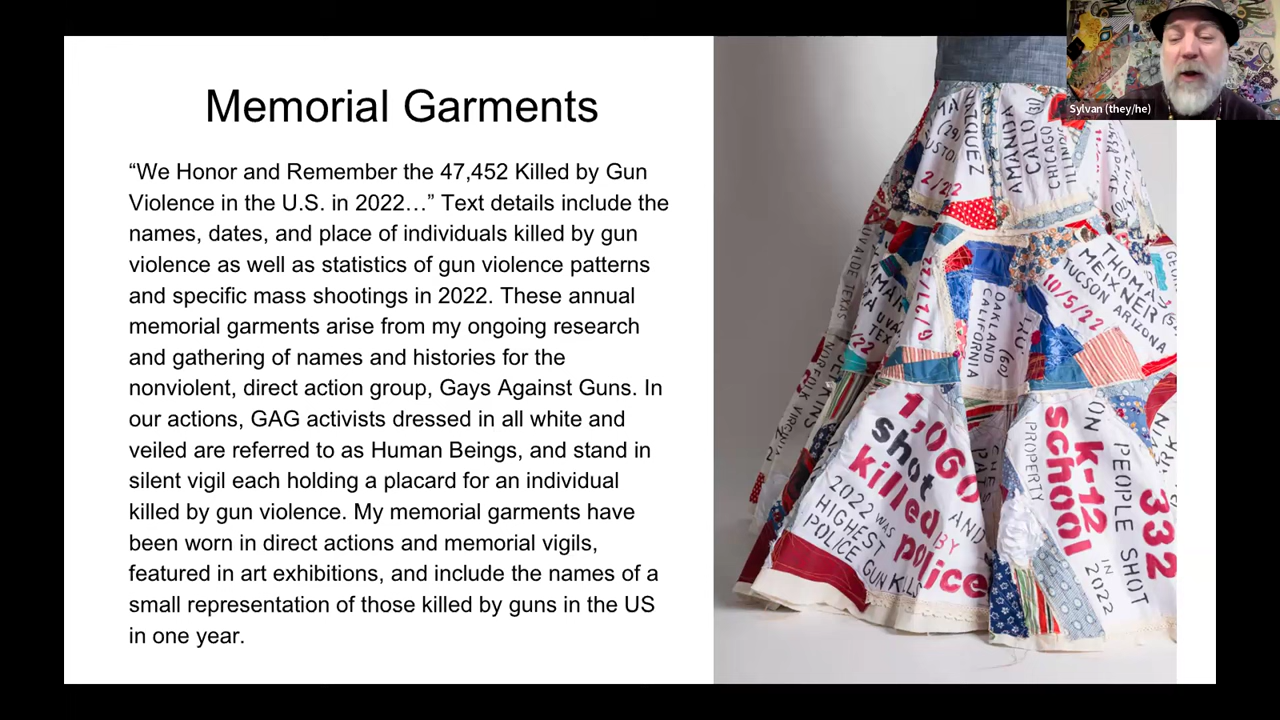 Memorial Garments
“We Honor and Remember the 47,452 Killed by Gun
Violence in the U.S. in 2022…” Text details include the
names, dates, and place of individuals killed by gun
violence as well as statistics of gun violence patterns
and specific mass shootings in 2022. These annual
memorial garments arise from my ongoing research
and gathering of names and histories for the
nonviolent, direct action group, Gays Against Guns. In
our actions, GAG activists dressed in all white and
veiled are referred to as Human Beings, and stand in
silent vigil each holding a placard for an individual
killed by gun violence. My memorial garments have
been worn in direct actions and memorial vigils,
featured in art exhibitions, and include the names of a
small representation of those killed by guns in the US
in one year.
Sylvan (they/he)
AMANDA
CALO
CHICAGO
THOMAS
MEIXNER
TUCSON ARIZONA
10/5/22
OAKLAND
CALIFORNIA
(60)
UVALDE TEXAS
NORFOLK VIRGINIA
1,060
shot AND
killed BY
police
2022 WAS
HIGHEST
POLICE GUN
332
PEOPLE SHOT
ON k-12
school
PROPERTY
IN
2022